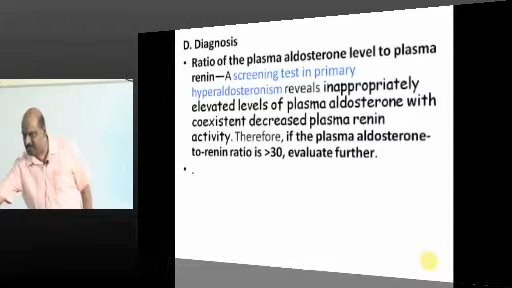 D. Diagnosis
• Ratio of the plasma aldosterone level to plasma
renin—A screening test in primary
hyperaldosteronism reveals inappropriately
elevated levels of plasma aldosterone with
coexistent decreased plasma renin
activity. Therefore, if the plasma aldosterone-
to-renin ratio is >30, evaluate further.
• .